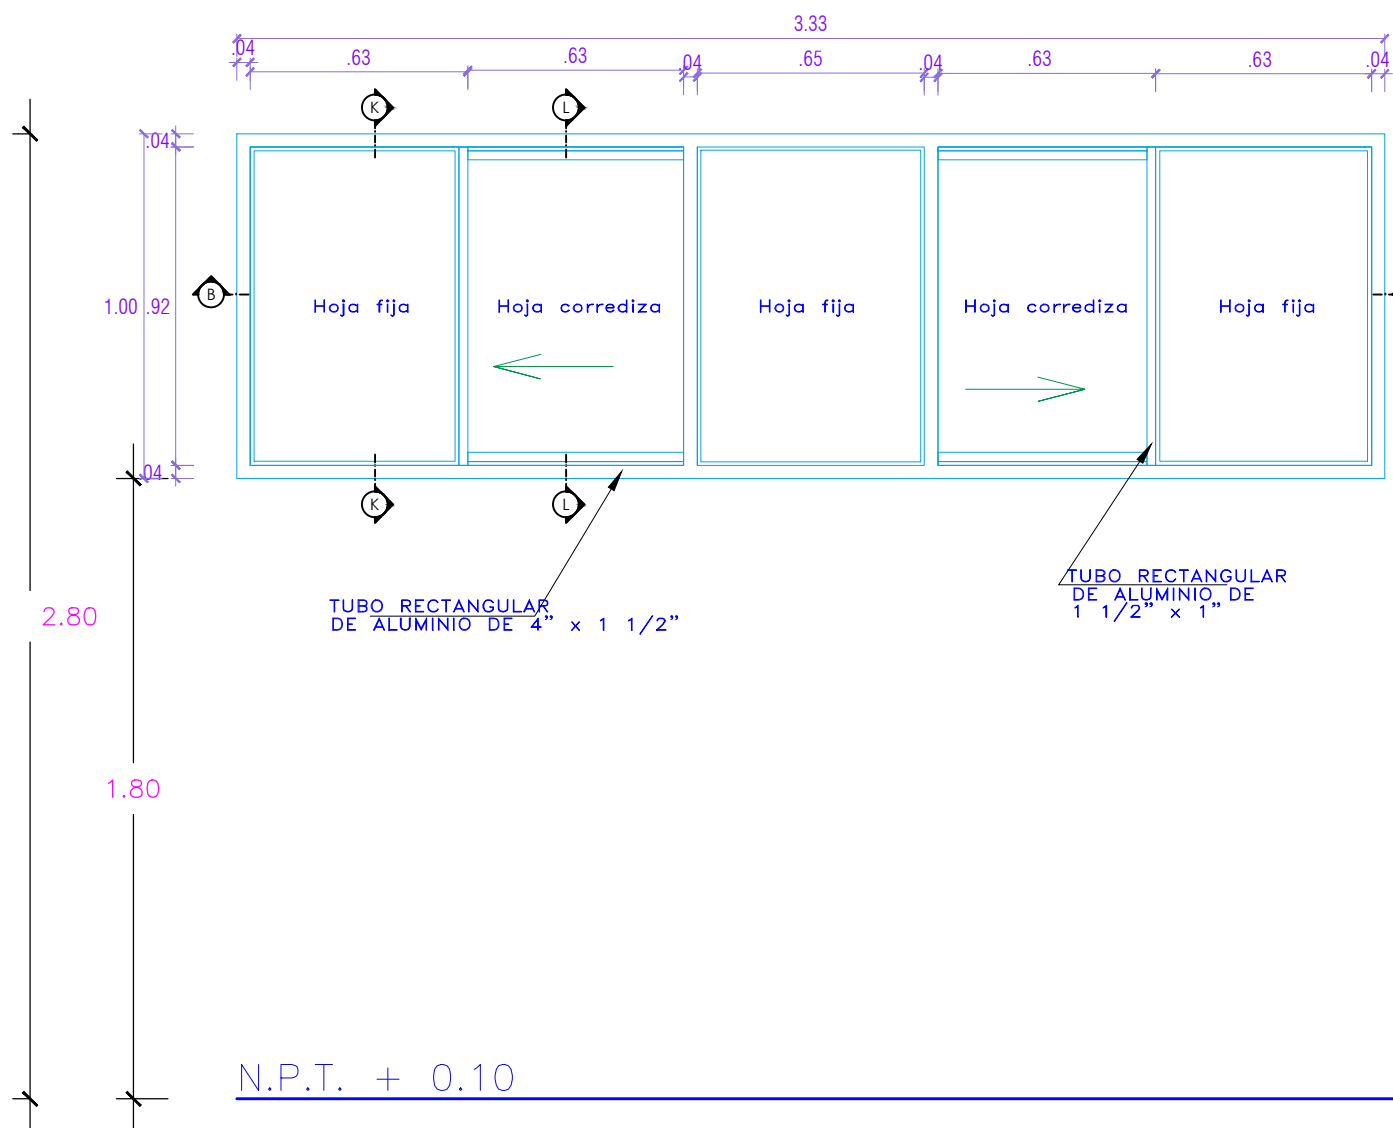 3.33
.04
.63
.63
.04
.65
.04
.63
.63
.04
K
L
.04
1.00
.92
B
Hoja fija
Hoja corrediza
Hoja fija
Hoja corrediza
Hoja fija
.04
K
L
TUBO RECTANGULAR
DE ALUMINIO DE 4” x 1 1/2”
TUBO RECTANGULAR
DE ALUMINIO DE
1 1/2” x 1”
2.80
1.80
N.P.T. + 0.10